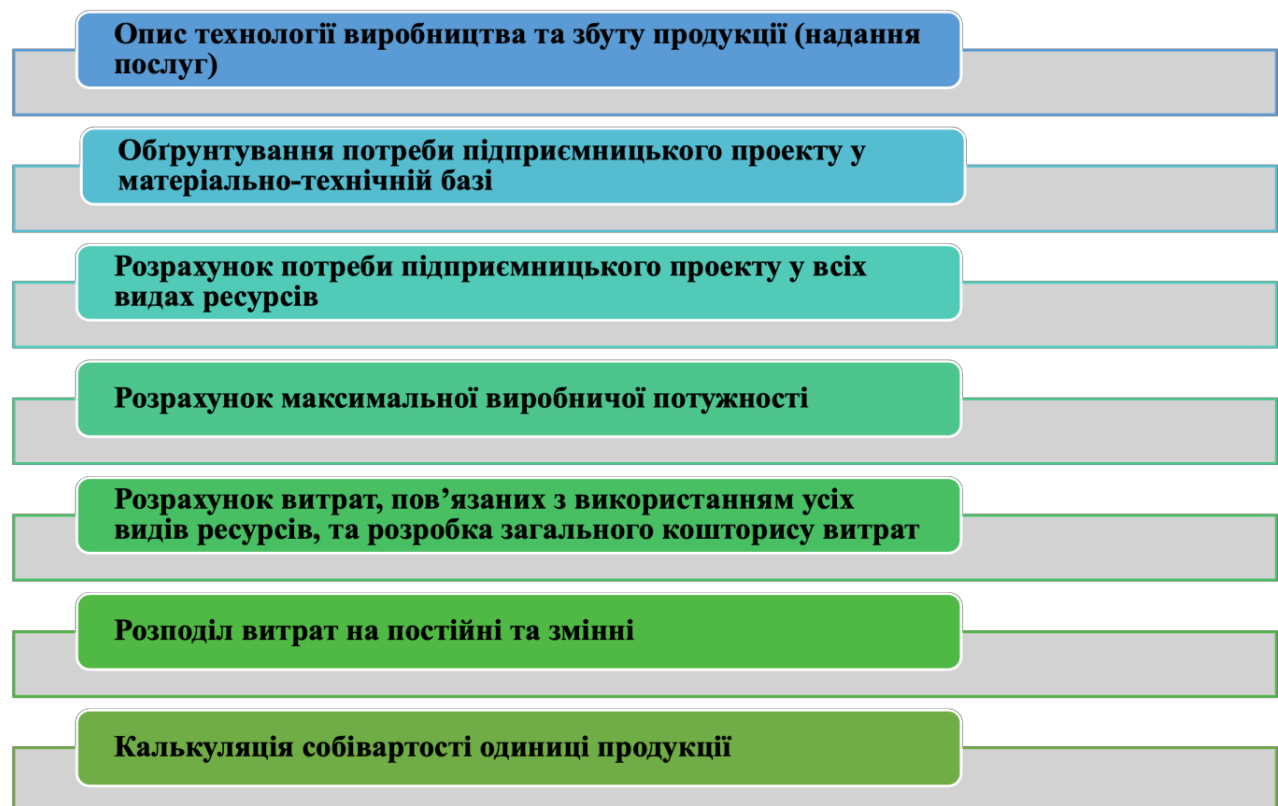 Опис технології виробництва та збуту продукції (надання
послуг)
Обґрунтування потреби підприємницького проекту у
матеріально-технічній базі
Розрахунок потреби підприємницького проекту у всіх
видах ресурсів
Розрахунок максимальної виробничої потужності
Розрахунок витрат, пов’язаних з використанням усіх
видів ресурсів, та розробка загального кошторису витрат
Розподіл витрат на постійні та змінні
Калькуляція собівартості одиниці продукції